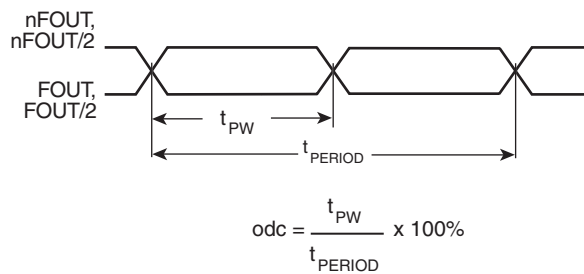 nFOUT,
nFOUT/2
FOUT,
FOUT/2
tPW
tPERIOD
odc = tPW / tPERIOD x 100%